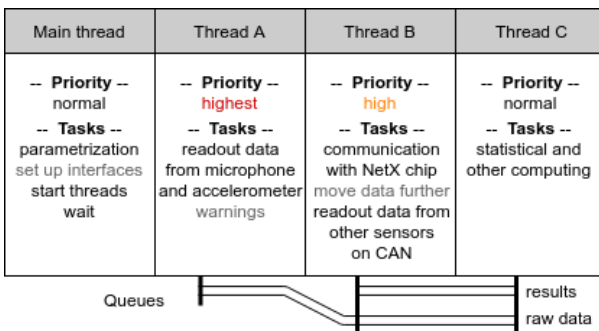 Main thread
Thread A
Thread B
Thread C
-- Priority --
normal
-- Tasks --
parametrization
set up interfaces
start threads
wait
-- Priority --
highest
-- Tasks --
readout data
from microphone
and accelerometer
warnings
-- Priority --
high
-- Tasks --
communication
with NetX chip
move data further
readout data from
other sensors
on CAN
-- Priority --
normal
-- Tasks --
statistical and
other computing
Queues
results
raw data